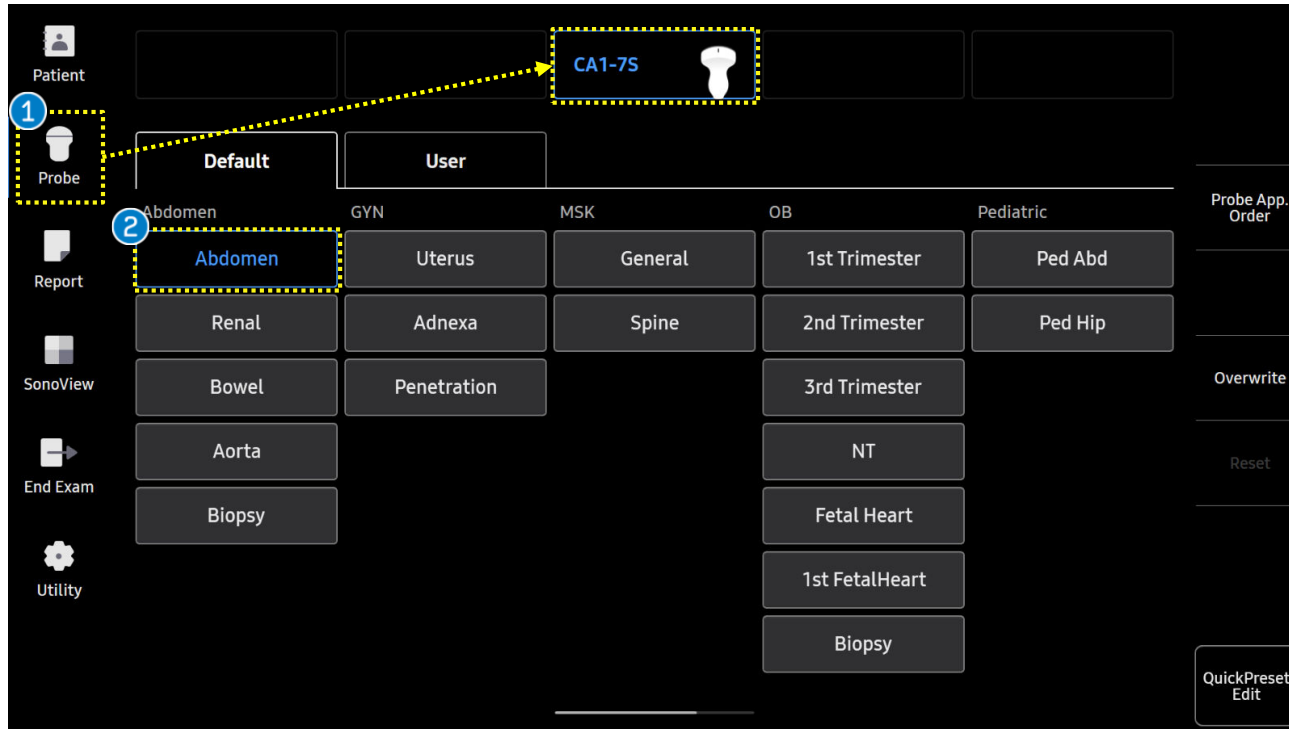 Patient
1
Probe
Report
SonoView
End Exam
Utility
CA1-7S
Default
User
Abdomen
GYN
MSK
OB
Pediatric
2
Abdomen
Uterus
General
1st Trimester
Ped Abd
Renal
Adnexa
Spine
2nd Trimester
Ped Hip
Bowel
Penetration
3rd Trimester
Aorta
NT
Biopsy
Fetal Heart
1st FetalHeart
Biopsy
Probe App.
Order
Overwrite
Reset
QuickPreset
Edit